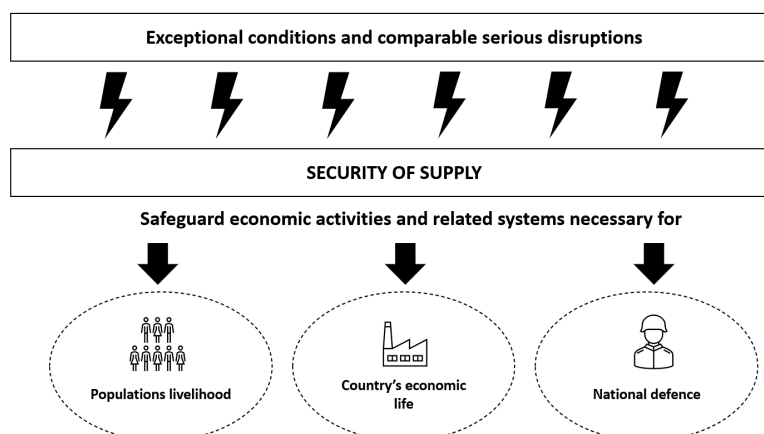 Exceptional conditions and comparable serious disruptions
SECURITY OF SUPPLY
Safeguard economic activities and related systems necessary for
Populations livelihood
Country's economic
life
National defence